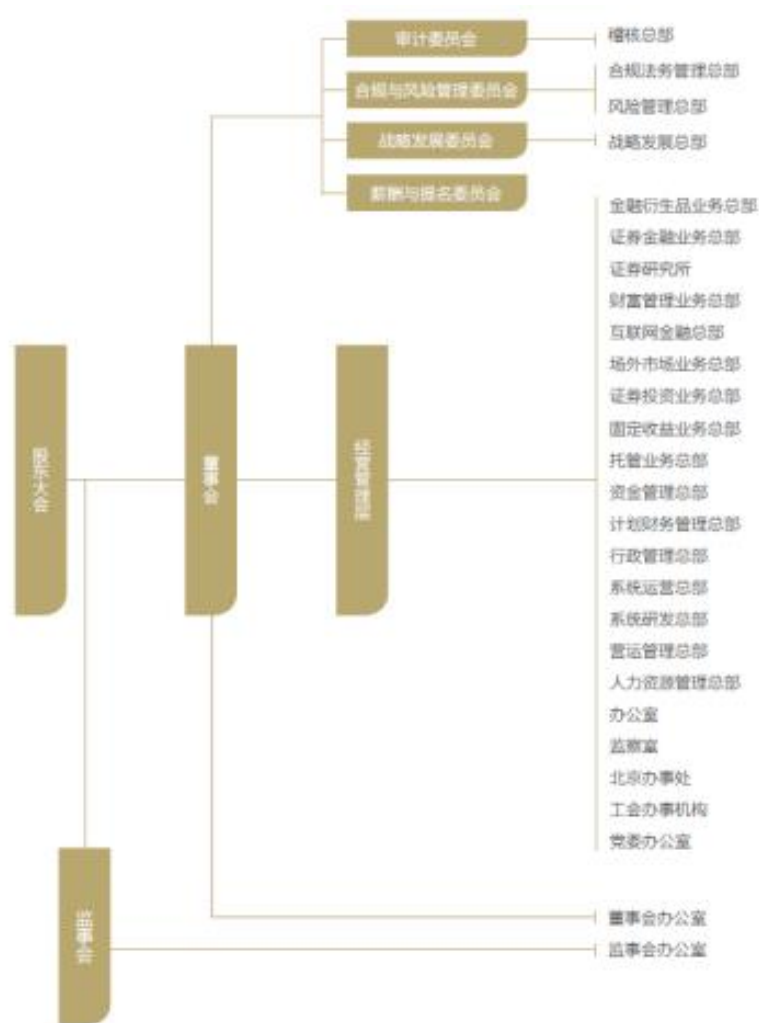 审计委员会
稽核总部
合规与风险管理委员会
合规法务管理总部
风险管理总部
战略发展委员会
战略发展总部
薪酬与提名委员会
股东大会
董事会
经营管理层
金融衍生品业务总部
证券金融业务总部
证券研究所
财富管理业务总部
互联网金融总部
场外市场业务总部
证券投资业务总部
固定收益业务总部
托管业务总部
资金管理总部
计划财务管理总部
行政管理总部
系统运营总部
系统研发总部
营运管理总部
人力资源管理总部
办公室
监察室
北京办事处
工会办事机构
党委办公室
监事会
董事会办公室
监事会办公室